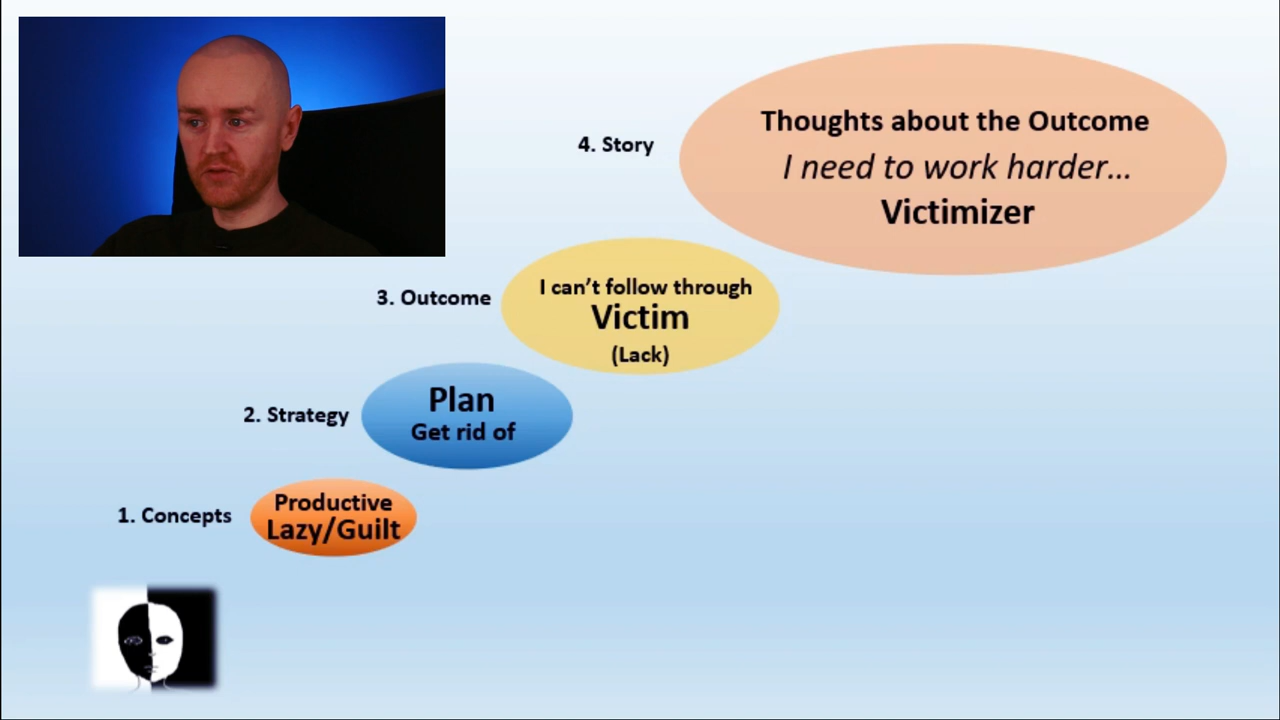 4. Story
Thoughts about the Outcome
I need to work harder...
Victimizer
3. Outcome
I can’t follow through
Victim
(Lack)
2. Strategy
Plan
Get rid of
1. Concepts
Productive
Lazy/Guilt